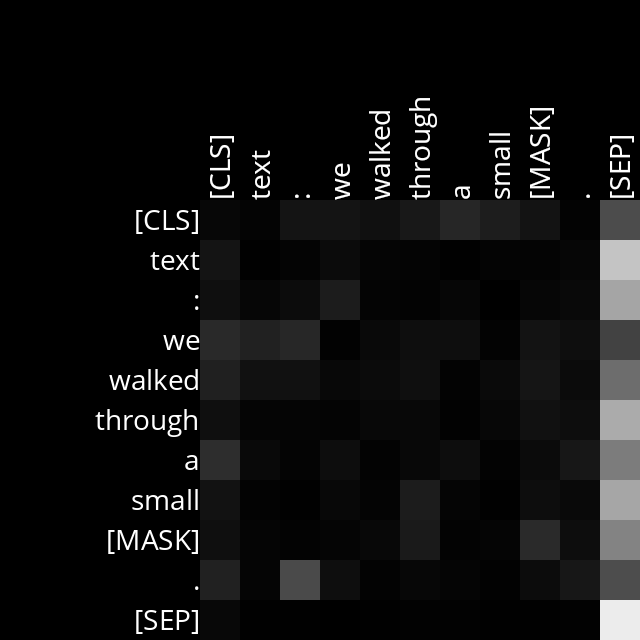 [CLS] text : we walked through a small [MASK] . [SEP]
[CLS]
text
:
we
walked
through
a
small
[MASK]
.
[SEP]